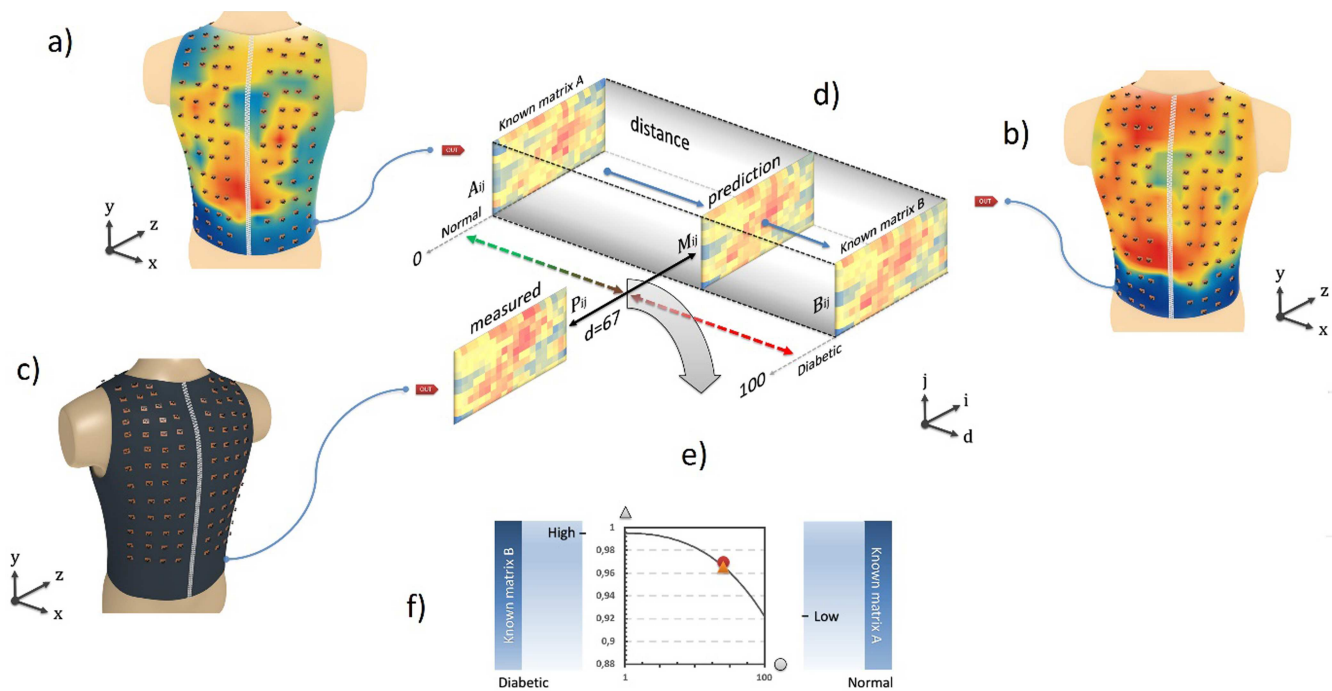 a)
OUT
y
z
x
Known matrix A
distance
d)
b)
prediction
Aij
Normal
0
Known matrix B
Mij
OUT
Pij
measured
d=67
Bij
Diabetic
100
y
z
x
c)
OUT
j
i
d
y
z
x
e)
f)
Known matrix B
Diabetic
High
1
0,98
0,96
0,94
0,92
0,9
0,88
1
100
Low
Known matrix A
Normal